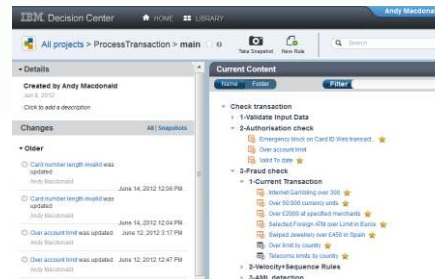 IBM Decision Center
HOME
LIBRARY
Andy Macdonald
All projects > ProcessTransaction > main
Take Snapshot
New Rule
Search
Details
Created by Andy Macdonald
Jun 8, 2012
Click to add a description
Changes
All | Snapshots
Older
Card number length invalid was updated
Andy Macdonald
June 14, 2012 12:08 PM
Card number length invalid was updated
Andy Macdonald
June 14, 2012 12:04 PM
Over account limit was updated June 12, 2012 3:17 PM
Andy Macdonald
Over account limit was updated June 12, 2012 12:47 PM
Andy Macdonald
Current Content
Name
Folder
Filter
Check transaction
1-Validate Input Data
2-Authorisation check
Emergency block on Card ID Web transact..
Over account limit
Valid To date
3-Fraud check
1-Current Transaction
Internet Gambling over 300
Over 50.000 currency units
Over £2000 at specified merchants
Selected Foreign ATM over Limit in Euros
Swiped Jewellery over £450 in Spain
Over limit by country
Telecoms limits by country
2-Velocity+Sequence Rules
3-AML detection